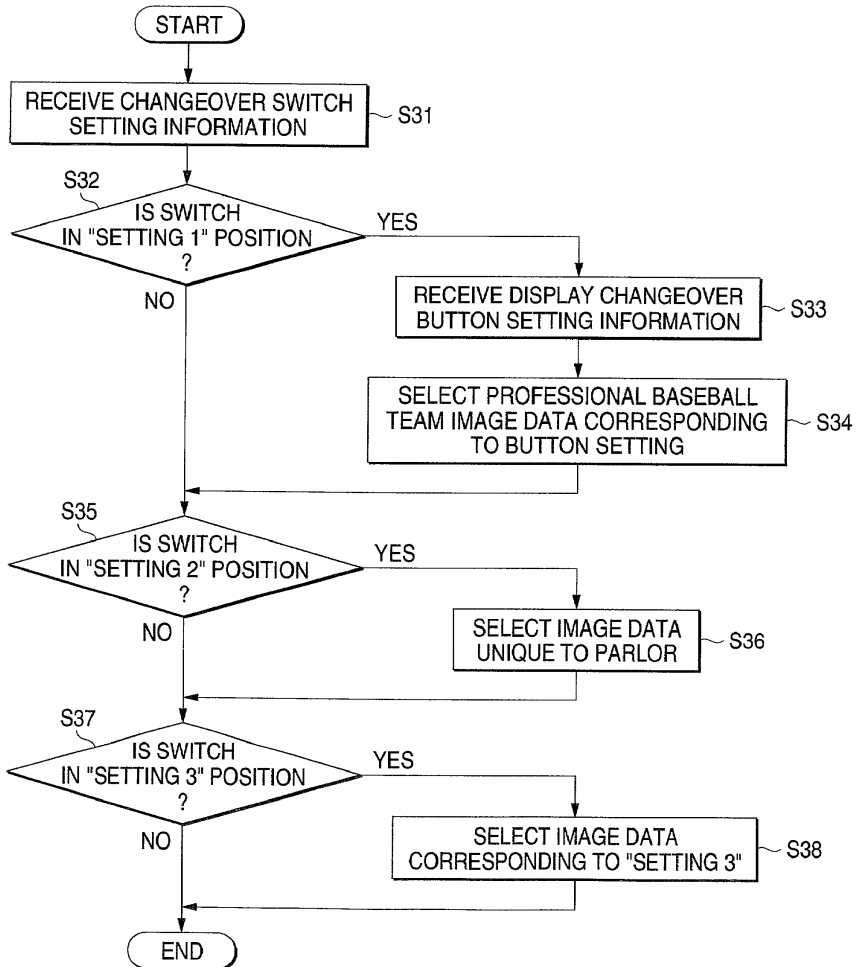 START
RECEIVE CHANGEOVER SWITCH
SETTING INFORMATION
S31
S32
IS SWITCH
IN "SETTING 1" POSITION
?
YES
NO
RECEIVE DISPLAY CHANGEOVER
BUTTON SETTING INFORMATION
S33
SELECT PROFESSIONAL BASEBALL
TEAM IMAGE DATA CORRESPONDING
TO BUTTON SETTING
S34
S35
IS SWITCH
IN "SETTING 2" POSITION
?
YES
NO
SELECT IMAGE DATA
UNIQUE TO PARLOR
S36
S37
IS SWITCH
IN "SETTING 3" POSITION
?
YES
NO
SELECT IMAGE DATA
CORRESPONDING TO "SETTING 3"
S38
END